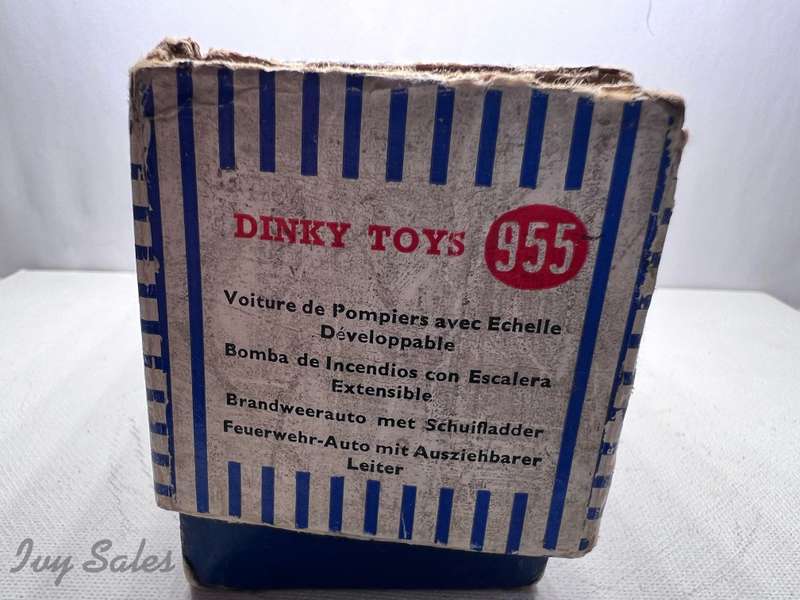 DINKY TOYS 955
Voiture de Pompiers avec Echelle
Développable
Bomba de Incendios con Escalera
Extensible
Brandweerauto met Schuifladder
Feuerwehr-Auto mit Ausziehbarer
Leiter
Ivy Sales